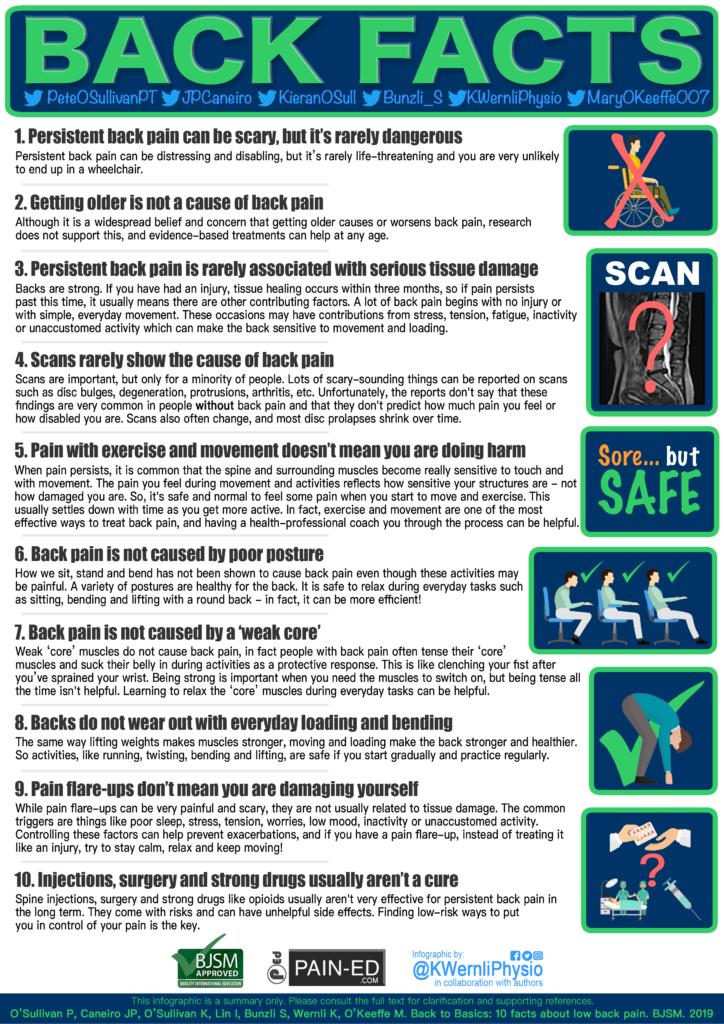 BACK FACTS
PeteOSullivanPT JPCaneiro KieranOSull Bunzli_S KWernliPhysio MaryOKeeffe007
1. Persistent back pain can be scary, but it's rarely dangerous
Persistent back pain can be distressing and disabling, but it's rarely life-threatening and you are very unlikely
to end up in a wheelchair.
2. Getting older is not a cause of back pain
Although it is a widespread belief and concern that getting older causes or worsens back pain, research
does not support this, and evidence-based treatments can help at any age.
3. Persistent back pain is rarely associated with serious tissue damage
Backs are strong. If you have had an injury, tissue healing occurs within three months, so if pain persists
past this time, it usually means there are other contributing factors. A lot of back pain begins with no injury or
with simple, everyday movement. These occasions may have contributions from stress, tension, fatigue, inactivity
or unaccustomed activity which can make the back sensitive to movement and loading.
SCAN
?
4. Scans rarely show the cause of back pain
Scans are important, but only for a minority of people. Lots of scary-sounding things can be reported on scans
such as disc bulges, degeneration, protrusions, arthritis, etc. Unfortunately, the reports don't say that these
findings are very common in people without back pain and that they don't predict how much pain you feel or
how disabled you are. Scans also often change, and most disc prolapses shrink over time.
5. Pain with exercise and movement doesn't mean you are doing harm
When pain persists, it is common that the spine and surrounding muscles become really sensitive to touch and
with movement. The pain you feel during movement and activities reflects how sensitive your structures are - not
how damaged you are. So, it's safe and normal to feel some pain when you start to move and exercise. This
usually settles down with time as you get more active. In fact, exercise and movement are one of the most
effective ways to treat back pain, and having a health-professional coach you through the process can be helpful.
Sore... but
SAFE
6. Back pain is not caused by poor posture
How we sit, stand and bend has not been shown to cause back pain even though these activities may
be painful. A variety of postures are healthy for the back. It is safe to relax during everyday tasks such
as sitting, bending and lifting with a round back - in fact, it can be more efficient!
7. Back pain is not caused by a 'weak core'
Weak 'core' muscles do not cause back pain, in fact people with back pain often tense their 'core'
muscles and suck their belly in during activities as a protective response. This is like clenching your fist after
you've sprained your wrist. Being strong is important when you need the muscles to switch on, but being tense all
the time isn't helpful. Learning to relax the 'core' muscles during everyday tasks can be helpful.
8. Backs do not wear out with everyday loading and bending
The same way lifting weights makes muscles stronger, moving and loading make the back stronger and healthier.
So activities, like running, twisting, bending and lifting, are safe if you start gradually and practice regularly.
9. Pain flare-ups don't mean you are damaging yourself
While pain flare-ups can be very painful and scary, they are not usually related to tissue damage. The common
triggers are things like poor sleep, stress, tension, worries, low mood, inactivity or unaccustomed activity.
Controlling these factors can help prevent exacerbations, and if you have a pain flare-up, instead of treating it
like an injury, try to stay calm, relax and keep moving!
10. Injections, surgery and strong drugs usually aren't a cure
Spine injections, surgery and strong drugs like opioids usually aren't very effective for persistent back pain in
the long term. They come with risks and can have unhelpful side effects. Finding low-risk ways to put
you in control of your pain is the key.
?
BJSM
APPROVED
QUALITY INTERNATIONAL EDUCATION
PAIN-ED
.COM
Infographic by:
@KWernliPhysio
in collaboration with authors
This infographic is a summary only. Please consult the full text for clarification and supporting references.
O'Sullivan P, Caneiro JP, O'Sullivan K, Lin I, Bunzli S, Wernli K, O'Keeffe M. Back to Basics: 10 facts about low back pain. BJSM. 2019